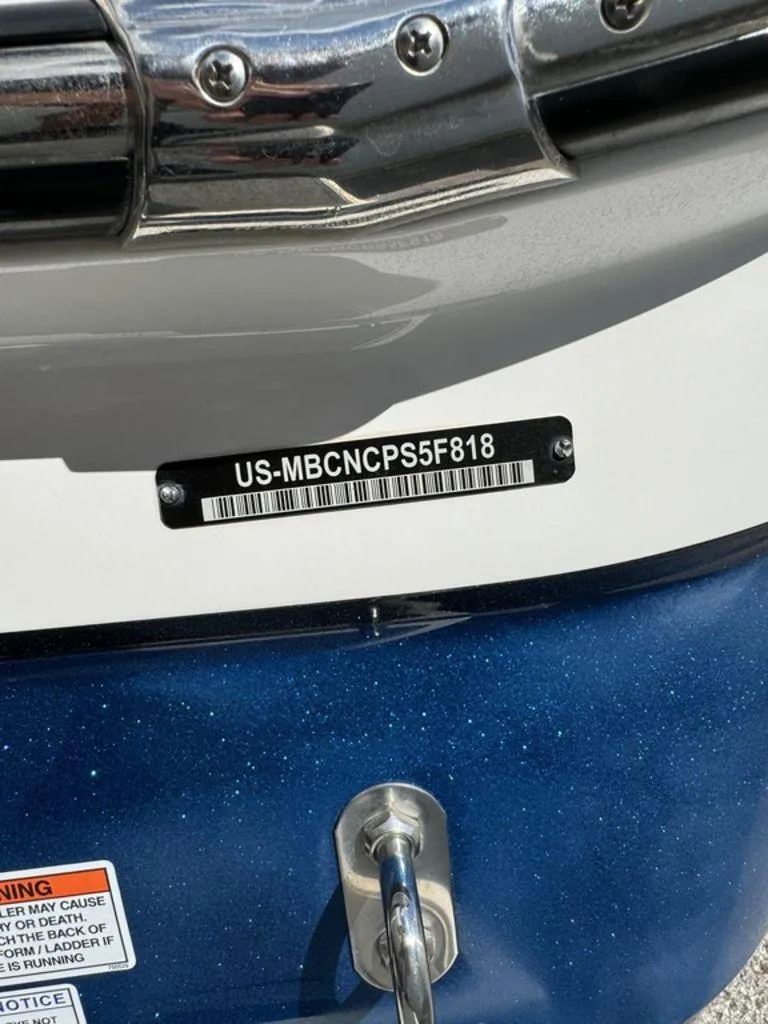 US-MBCNCPS5F818
NING
LER MAY CAUSE
RY OR DEATH.
CH THE BACK OF
FORM / LADDER IF
E IS RUNNING
NOTICE